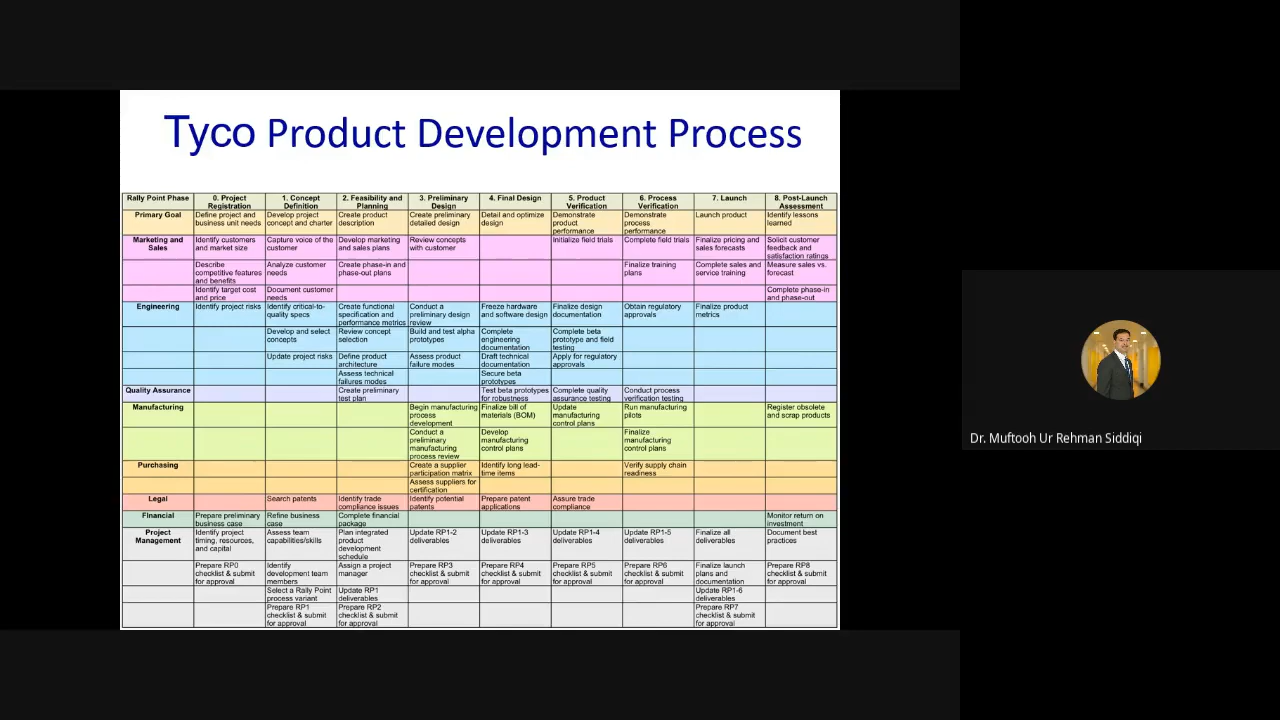 Tyco Product Development Process
Rally Point Phase
0. Project
Registration
1. Concept
Definition
2. Feasibility and
Planning
3. Preliminary
Design
4. Final Design
5. Product
Verification
6. Process
Verification
7. Launch
8. Post-Launch
Assessment
Primary Goal
Define project and
business unit needs
Develop project
concept and charter
Create product
description
Create preliminary
detailed design
Detail and optimize
design
Demonstrate
product
performance
Demonstrate
process
performance
Launch product
Identify lessons
learned
Marketing and
Sales
Identify customers
and market size
Capture voice of the
customer
Develop marketing
and sales plans
Review concepts
with customer
Initialize field trials
Complete field trials
Finalize pricing and
sales forecasts
Solicit customer
feedback and
satisfaction ratings
Describe
competitive features
and benefits
Analyze customer
needs
Create phase-in and
phase-out plans
Finalize training
plans
Complete sales and
service training
Measure sales vs.
forecast
Identify target cost
and price
Document customer
needs
Complete phase-in
and phase-out
Engineering
Identify project risks
Identify critical-to-
quality specs
Create functional
specification and
performance metrics
Conduct a
preliminary design
review
Freeze hardware
and software design
Finalize design
documentation
Obtain regulatory
approvals
Finalize product
metrics
Develop and select
concepts
Review concept
selection
Build and test alpha
prototypes
Complete
engineering
documentation
Complete beta
prototype and field
testing
Update project risks
Define product
architecture
Assess product
failure modes
Draft technical
documentation
Apply for regulatory
approvals
Assess technical
failures modes
Secure beta
prototypes
Quality Assurance
Create preliminary
test plan
Test beta prototypes
for robustness
Complete quality
assurance testing
Conduct process
verification testing
Manufacturing
Begin manufacturing
process
development
Finalize bill of
materials (BOM)
Update
manufacturing
control plans
Run manufacturing
pilots
Register obsolete
and scrap products
Conduct a
preliminary
manufacturing
process review
Develop
manufacturing
control plans
Finalize
manufacturing
control plans
Purchasing
Create a supplier
participation matrix
Identify long lead-
time items
Verify supply chain
readiness
Assess suppliers for
certification
Legal
Search patents
Identify trade
compliance issues
Identify potential
patents
Prepare patent
applications
Assure trade
compliance
Financial
Prepare preliminary
business case
Refine business
case
Complete financial
package
Monitor return on
investment
Project
Management
Identify project
timing, resources,
and capital
Assess team
capabilities/skills
Plan integrated
product
development
schedule
Update RP1-2
deliverables
Update RP1-3
deliverables
Update RP1-4
deliverables
Update RP1-5
deliverables
Finalize all
deliverables
Document best
practices
Prepare RP0
checklist & submit
for approval
Identify
development team
members
Assign a project
manager
Prepare RP3
checklist & submit
for approval
Prepare RP4
checklist & submit
for approval
Prepare RP5
checklist & submit
for approval
Prepare RP6
checklist & submit
for approval
Finalize launch
plans and
documentation
Prepare RP8
checklist & submit
for approval
Select a Rally Point
process variant
Update RP1
deliverables
Update RP1-6
deliverables
Prepare RP1
checklist & submit
for approval
Prepare RP2
checklist & submit
for approval
Prepare RP7
checklist & submit
for approval
Dr. Muftooh Ur Rehman Siddiqi